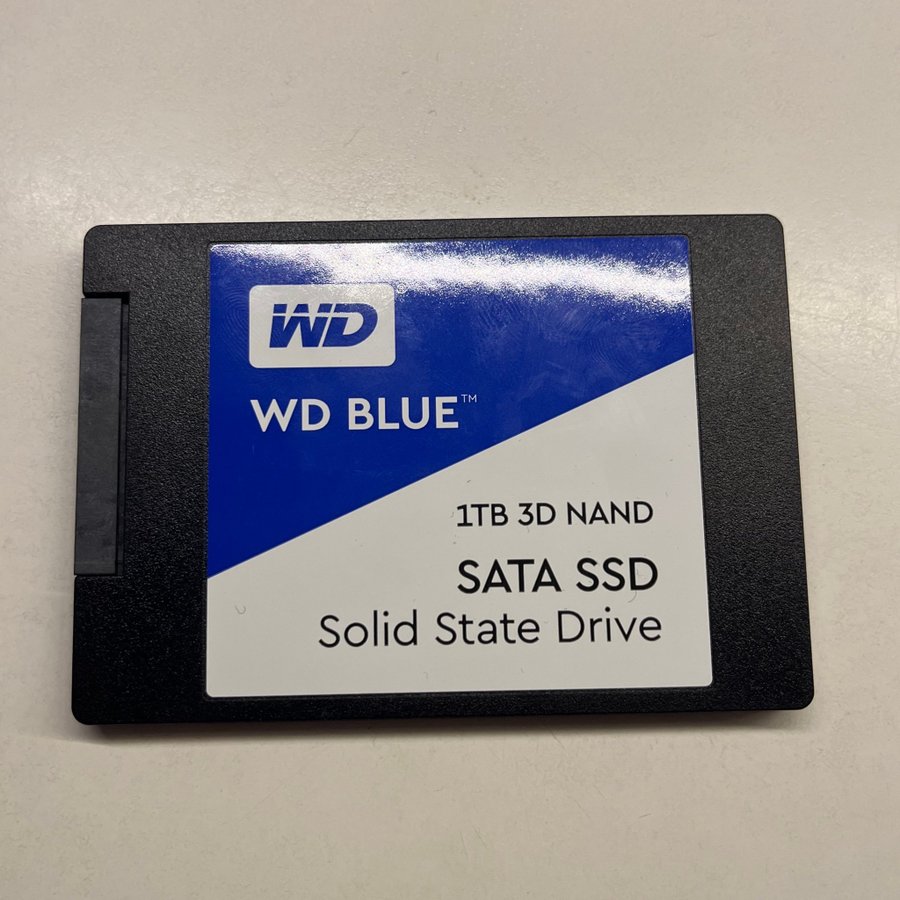 WD
WD BLUE™
1TB 3D NAND
SATA SSD
Solid State Drive